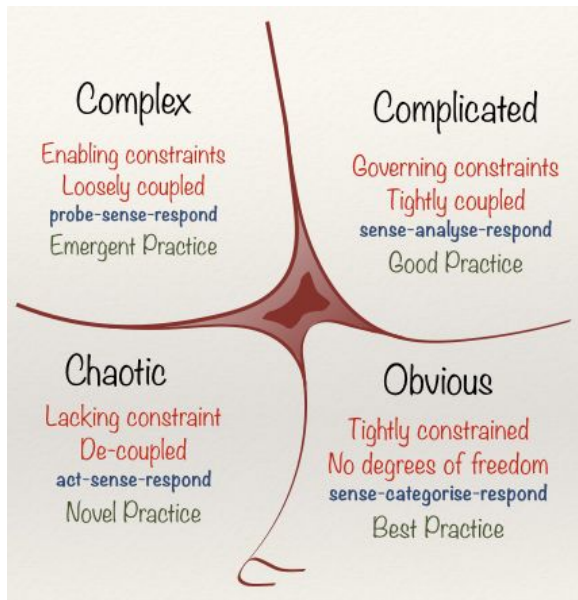 Complex
Enabling constraints
Loosely coupled
probe-sense-respond
Emergent Practice
Complicated
Governing constraints
Tightly coupled
sense-analyse-respond
Good Practice
Chaotic
Lacking constraint
De-coupled
act-sense-respond
Novel Practice
Obvious
Tightly constrained
No degrees of freedom
sense-categorise-respond
Best Practice